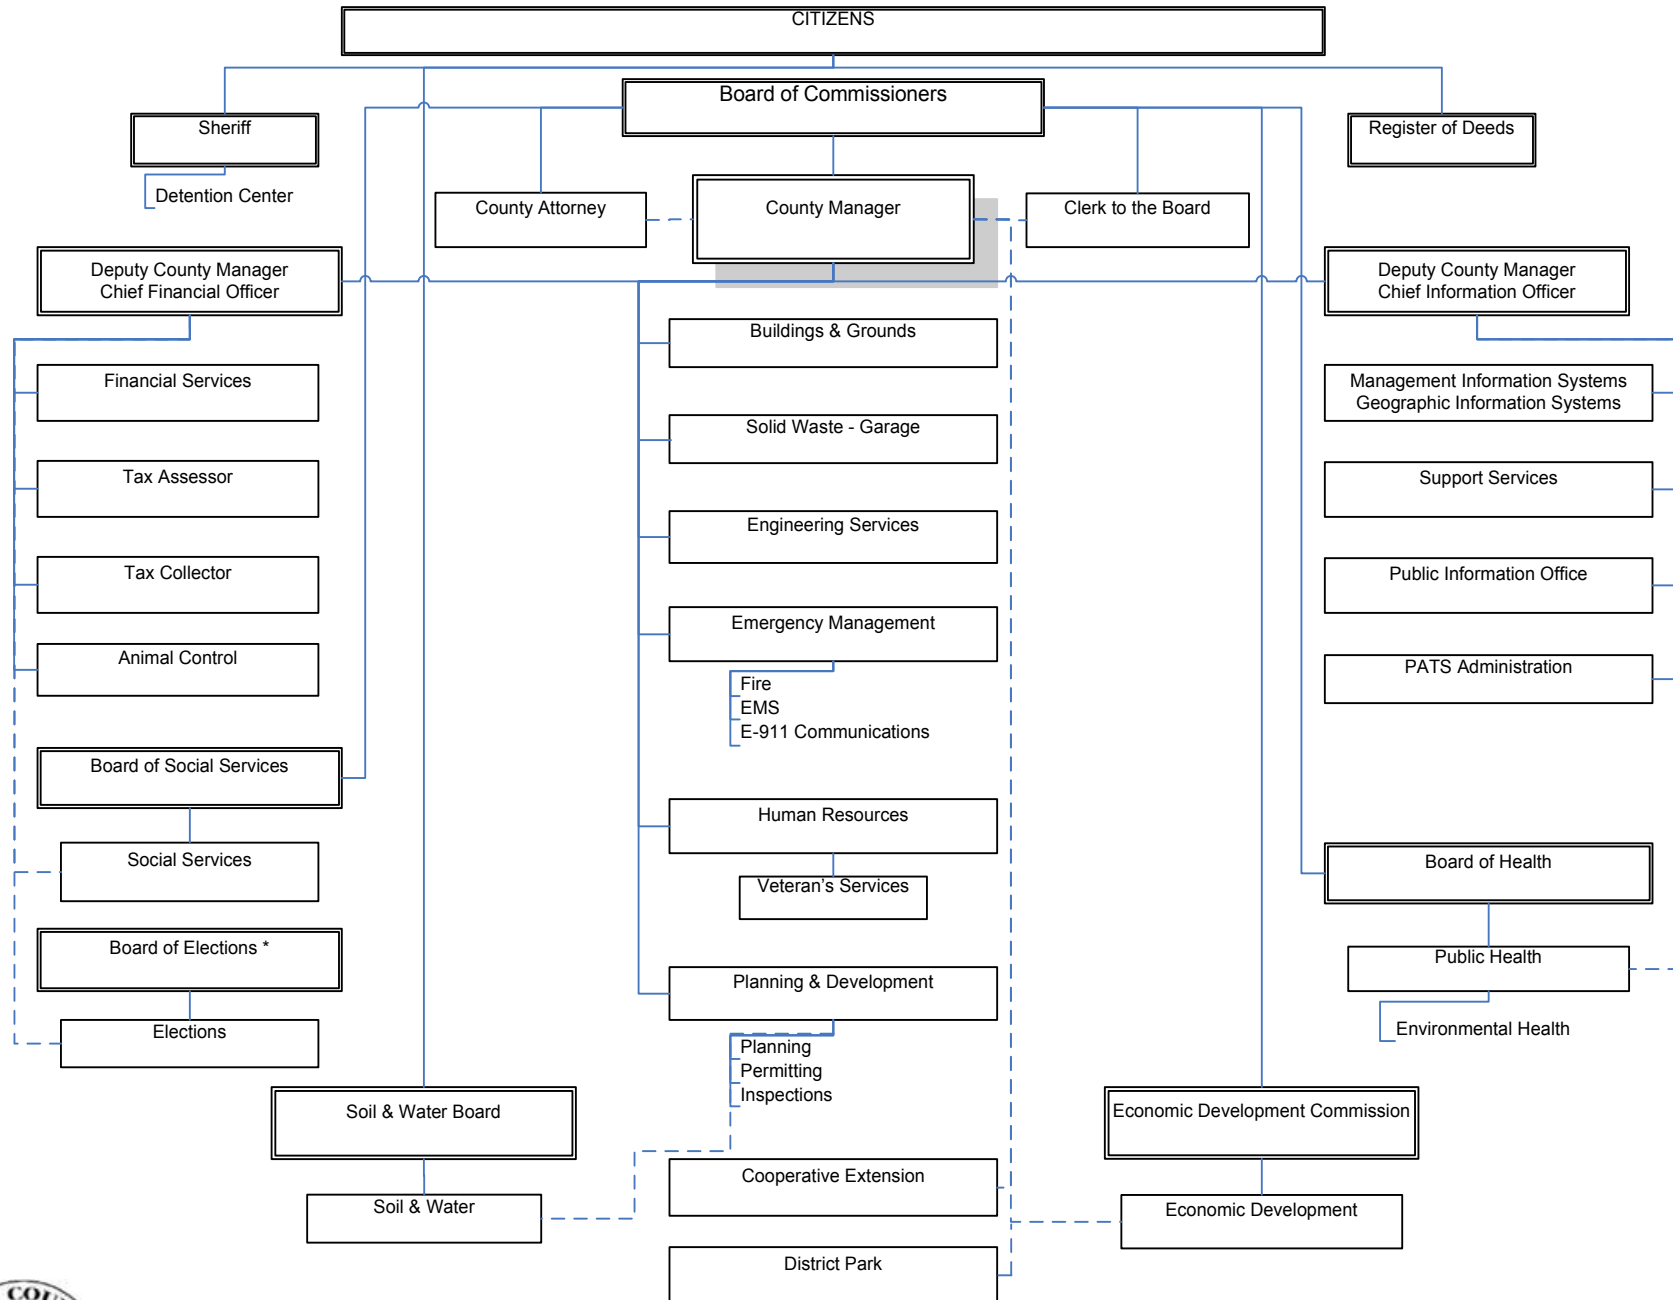 CITIZENS
Board of Commissioners
Sheriff
Register of Deeds
Detention Center
County Attorney
County Manager
Clerk to the Board
Deputy County Manager
Chief Financial Officer
Deputy County Manager
Chief Information Officer
Buildings & Grounds
Financial Services
Management Information Systems
Geographic Information Systems
Solid Waste - Garage
Tax Assessor
Support Services
Engineering Services
Tax Collector
Public Information Office
Emergency Management
Animal Control
PATS Administration
Fire
EMS
E-911 Communications
Board of Social Services
Human Resources
Social Services
Board of Health
Veteran's Services
Board of Elections *
Public Health
Planning & Development
Elections
Environmental Health
Planning
Permitting
Inspections
Soil & Water Board
Economic Development Commission
Cooperative Extension
Soil & Water
Economic Development
District Park